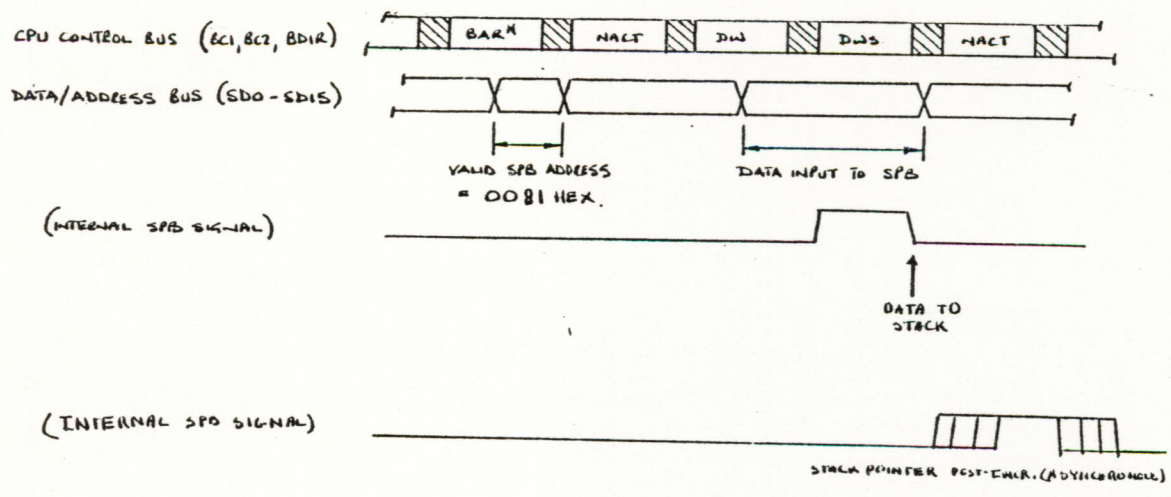 CPU CONTROL BUS (BC1, BC2, BDIR)
BAR* NACT DW DWS NACT
DATA/ADDRESS BUS (SD0-SD15)
VALID SPB ADDRESS
= 0081 HEX.
DATA INPUT TO SPB
(INTERNAL SPB SIGNAL)
DATA TO
STACK
(INTERNAL SPB SIGNAL)
STACK POINTER POST-INCR. (ASYNCHRONOUS)